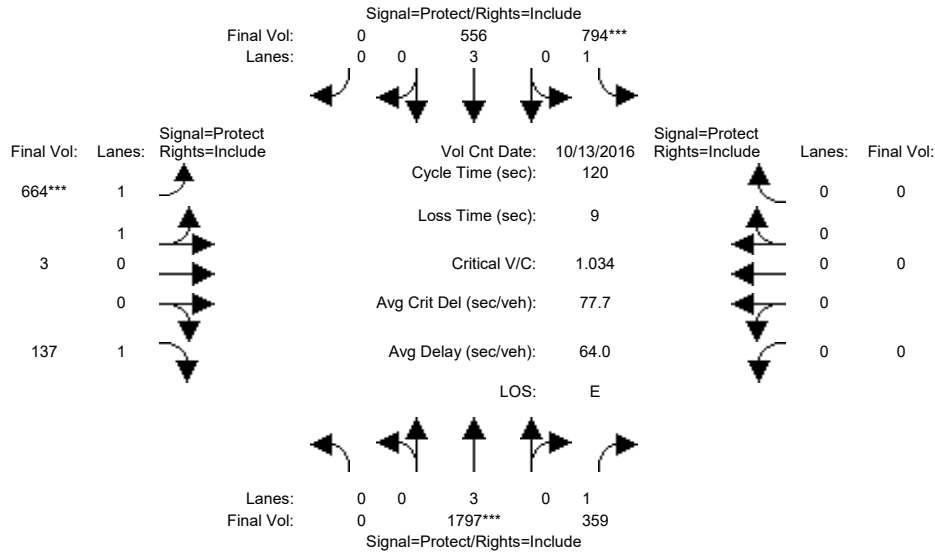 Signal=Protect/Rights=Include
Final Vol: 0 556 794***
Lanes: 0 0 3 0 1
Signal=Protect
Final Vol: Lanes: Rights=Include
Vol Cnt Date: 10/13/2016
Signal=Protect
Rights=Include Lanes: Final Vol:
Cycle Time (sec): 120
664*** 1
0 0
Loss Time (sec): 9
1
0
3 0
Critical V/C: 1.034
0 0
0
Avg Crit Del (sec/veh): 77.7
0
137 1
Avg Delay (sec/veh): 64.0
0 0
LOS: E
Lanes: 0 0 3 0 1
Final Vol: 0 1797*** 359
Signal=Protect/Rights=Include